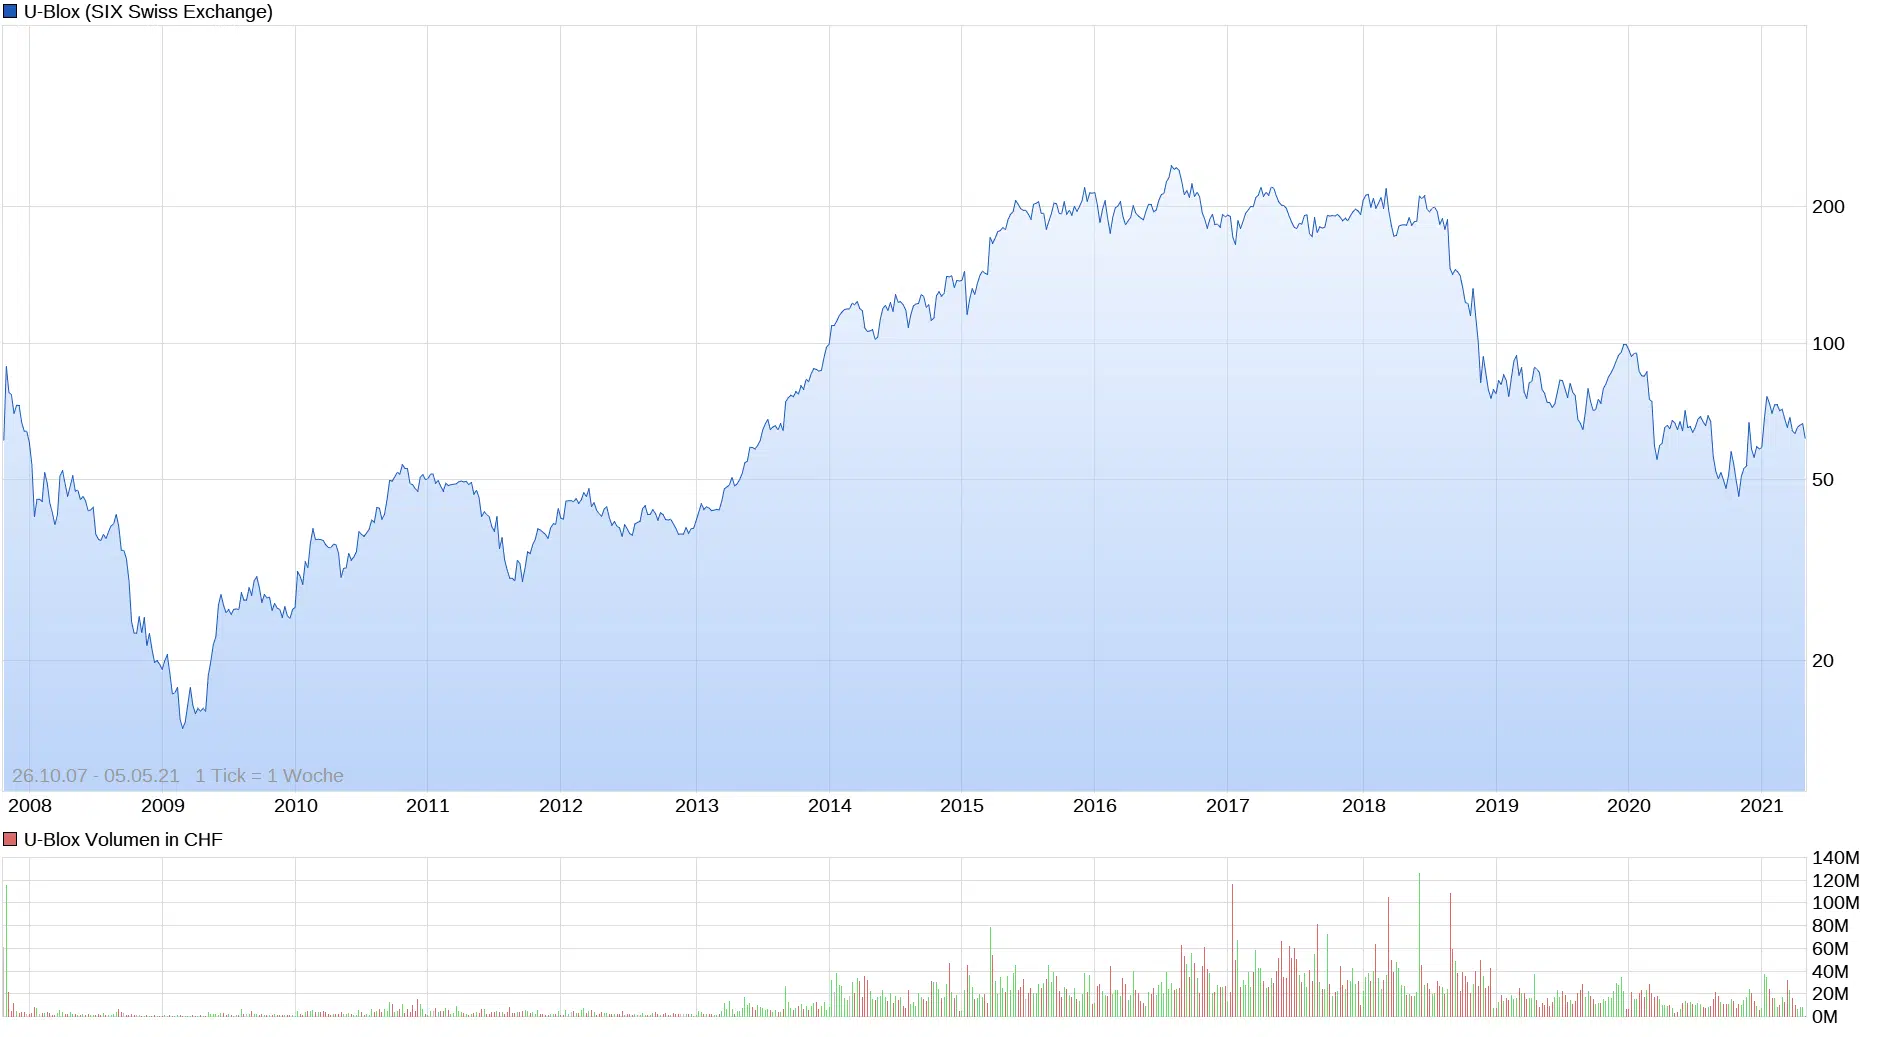 U-Blox (SIX Swiss Exchange)
200
100
50
20
26.10.07 - 05.05.21 1 Tick = 1 Woche
2008 2009 2010 2011 2012 2013 2014 2015 2016 2017 2018 2019 2020 2021
U-Blox Volumen in CHF
140M
120M
100M
80M
60M
40M
20M
0M